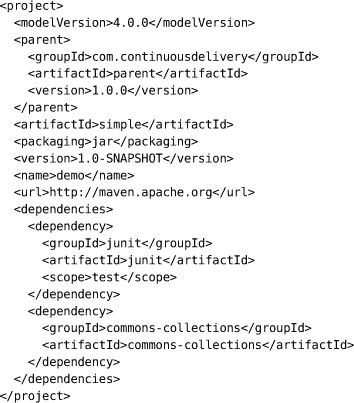 <project>
  <modelVersion>4.0.0</modelVersion>
  <parent>
    <groupId>com.continuousdelivery</groupId>
    <artifactId>parent</artifactId>
    <version>1.0.0</version>
  </parent>
  <artifactId>simple</artifactId>
  <packaging>jar</packaging>
  <version>1.0-SNAPSHOT</version>
  <name>demo</name>
  <url>http://maven.apache.org</url>
  <dependencies>
    <dependency>
      <groupId>junit</groupId>
      <artifactId>junit</artifactId>
      <scope>test</scope>
    </dependency>
    <dependency>
      <groupId>commons-collections</groupId>
      <artifactId>commons-collections</artifactId>
    </dependency>
  </dependencies>
</project>